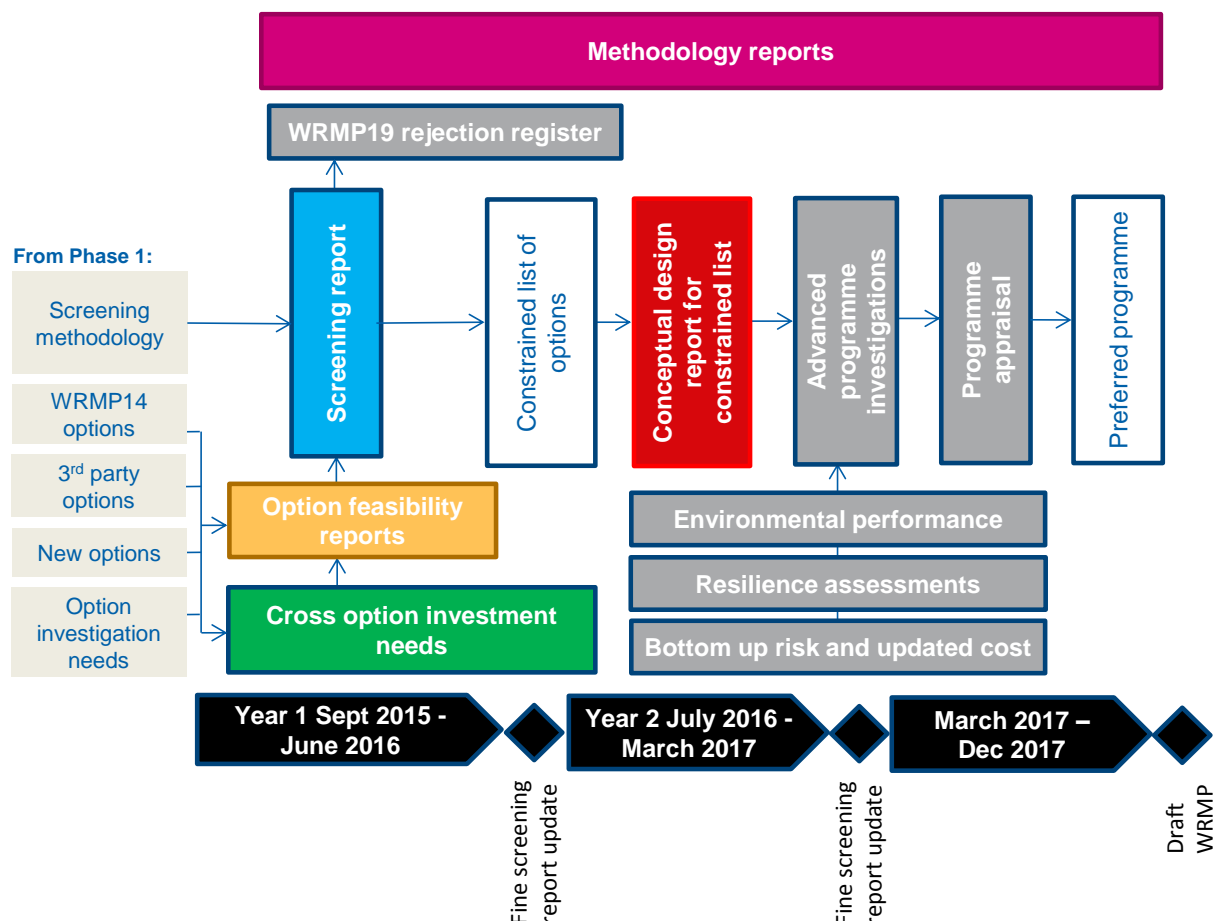 Methodology reports
WRMP19 rejection register
From Phase 1:
Screening
methodology
WRMP14
options
3rd party
options
New options
Option
investigation
needs
Screening report
Constrained list of
options
Conceptual design
report for
constrained list
Advanced
programme
investigations
Programme
appraisal
Preferred programme
Option feasibility
reports
Cross option investment
needs
Environmental performance
Resilience assessments
Bottom up risk and updated cost
Year 1 Sept 2015 -
June 2016
Year 2 July 2016 -
March 2017
March 2017 –
Dec 2017
Fine screening
report update
Fine screening
report update
Draft
WRMP